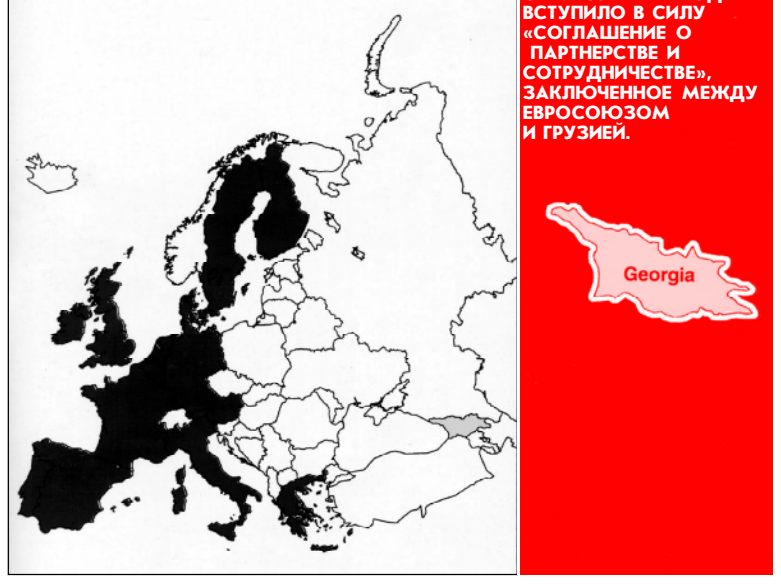 ВСТУПИЛО В СИЛУ
«СОГЛАШЕНИЕ О
ПАРТНЕРСТВЕ И
СОТРУДНИЧЕСТВЕ»,
ЗАКЛЮЧЕННОЕ МЕЖДУ
ЕВРОСОЮЗОМ
И ГРУЗИЕЙ.
Georgia